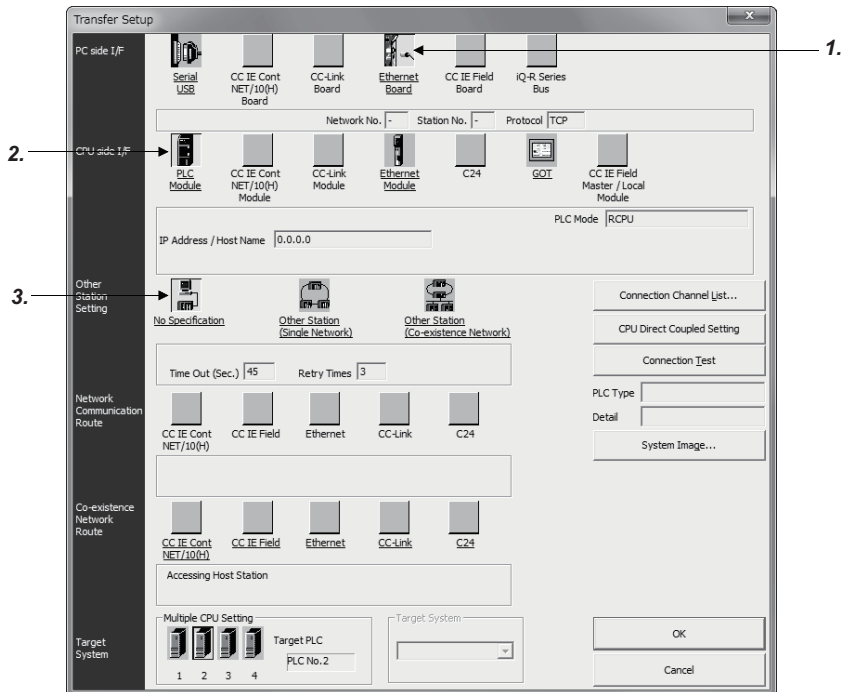 Transfer Setup
x
1.
PC side I/F
Serial
USB
CC IE Cont
NET/10(H)
Board
CC-Link
Board
Ethernet
Board
CC IE Field
Board
iQ-R Series
Bus
Network No. -
Station No. -
Protocol TCP
2.
CPU side I/F
PLC
Module
CC IE Cont
NET/10(H)
Module
CC-Link
Module
Ethernet
Module
C24
GOT
CC IE Field
Master / Local
Module
PLC Mode RCPU
IP Address / Host Name 0.0.0.0
3.
Other
Station
Setting
No Specification
Other Station
(Single Network)
Other Station
(Co-existence Network)
Connection Channel List...
CPU Direct Coupled Setting
Time Out (Sec.) 45
Retry Times 3
Connection Test
PLC Type
Detail
System Image...
Network
Communication
Route
CC IE Cont
NET/10(H)
CC IE Field
Ethernet
CC-Link
C24
Co-existence
Network
Route
CC IE Cont
NET/10(H)
CC IE Field
Ethernet
CC-Link
C24
Accessing Host Station
Target
System
Multiple CPU Setting
1 2 3 4
Target PLC
PLC No.2
Target System
OK
Cancel